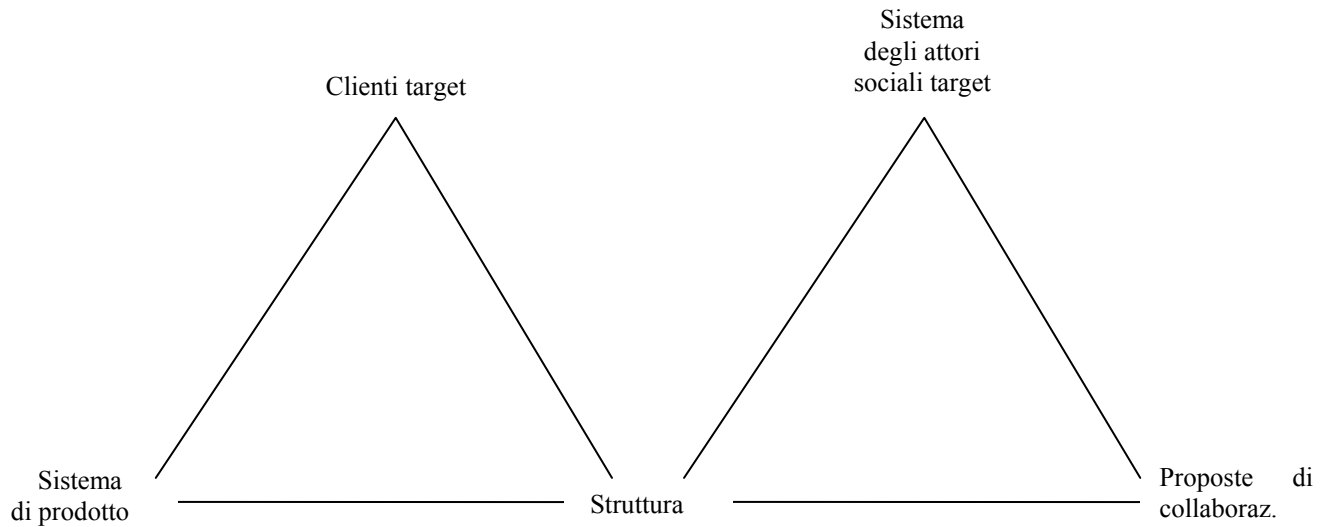 Sistema
degli attori
sociali target
Clienti target
Sistema
di prodotto
Struttura
Proposte di
collaboraz.